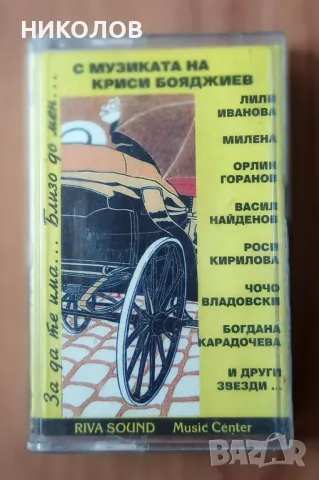 НИКОЛОВ
С МУЗИКАТА НА
КРИСИ БОЯДЖИЕВ
За да те има.... Близо до мен....
ЛИЛИ
ИВАНОВА
МИЛЕНА
ОРЛИН
ГОРАНОВ
ВАСИЛ
НАЙДЕНОВ
РОСИ
КИРИЛОВА
ЧОЧО
ВЛАДОВСКИ
БОГДАНА
КАРАДОЧЕВА
И ДРУГИ
ЗВЕЗДИ ...
RIVA SOUND Music Center
bazar